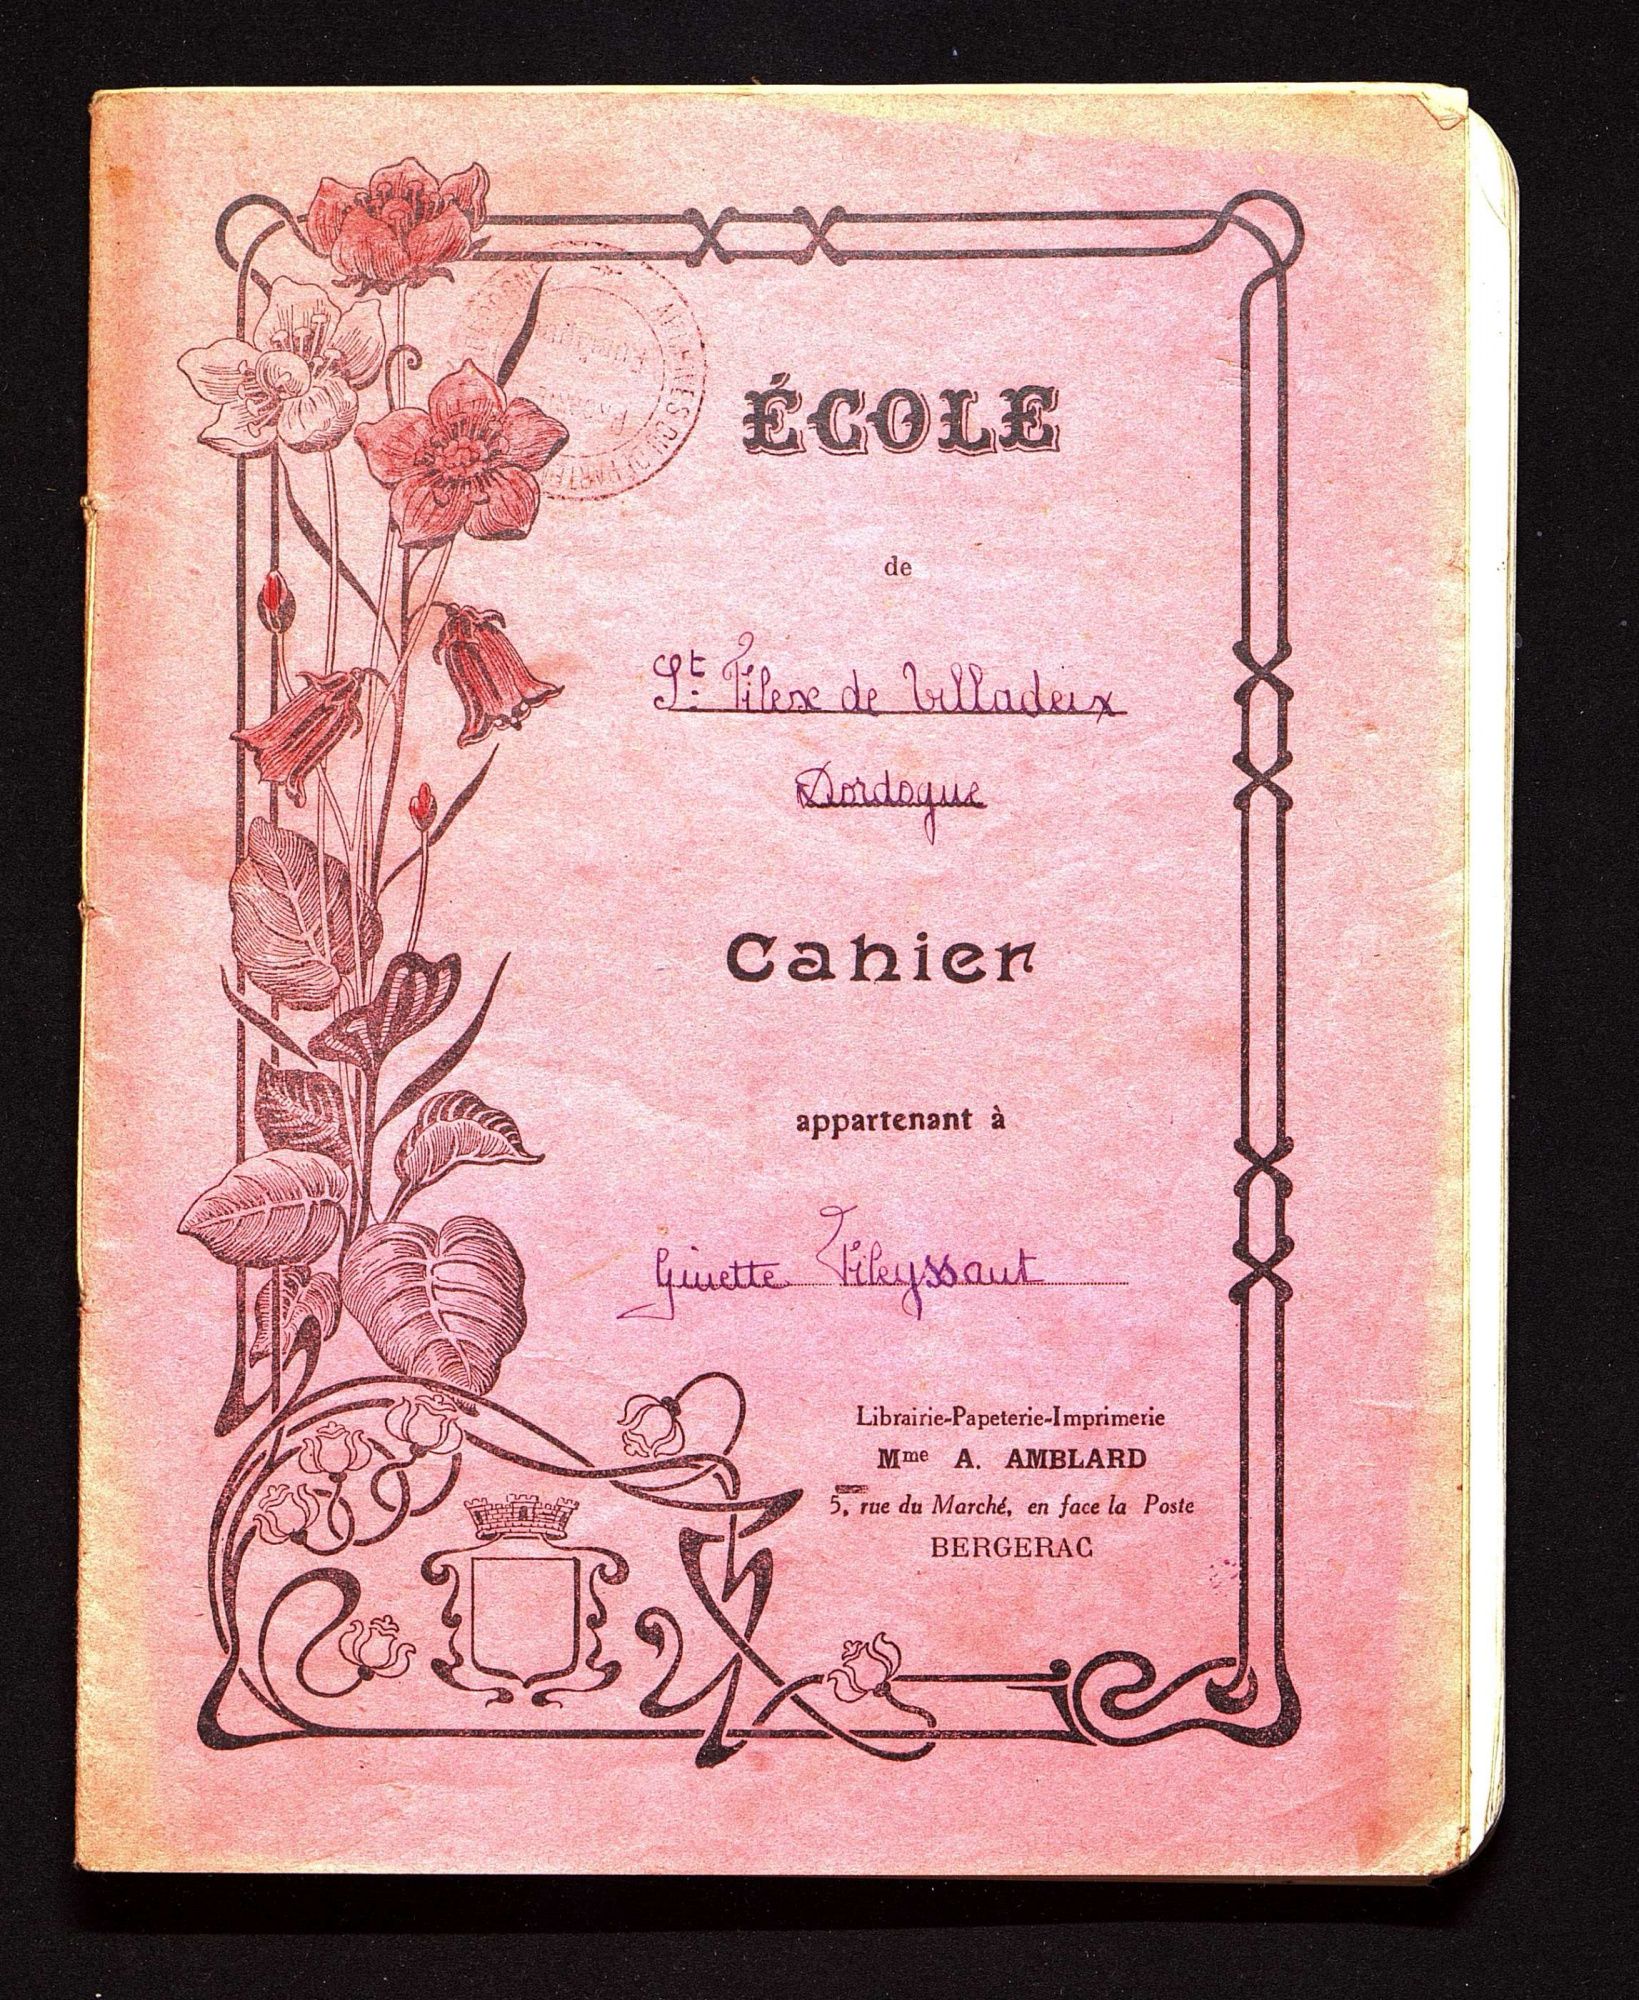 ÉCOLE
de
St Félix de Villadeix
Dordogne
Cahier
appartenant à
Ginette Fleyssaut
Librairie-Papeterie-Imprimerie
Mme A. AMBLARD
5, rue du Marché, en face la Poste
BERGERAC